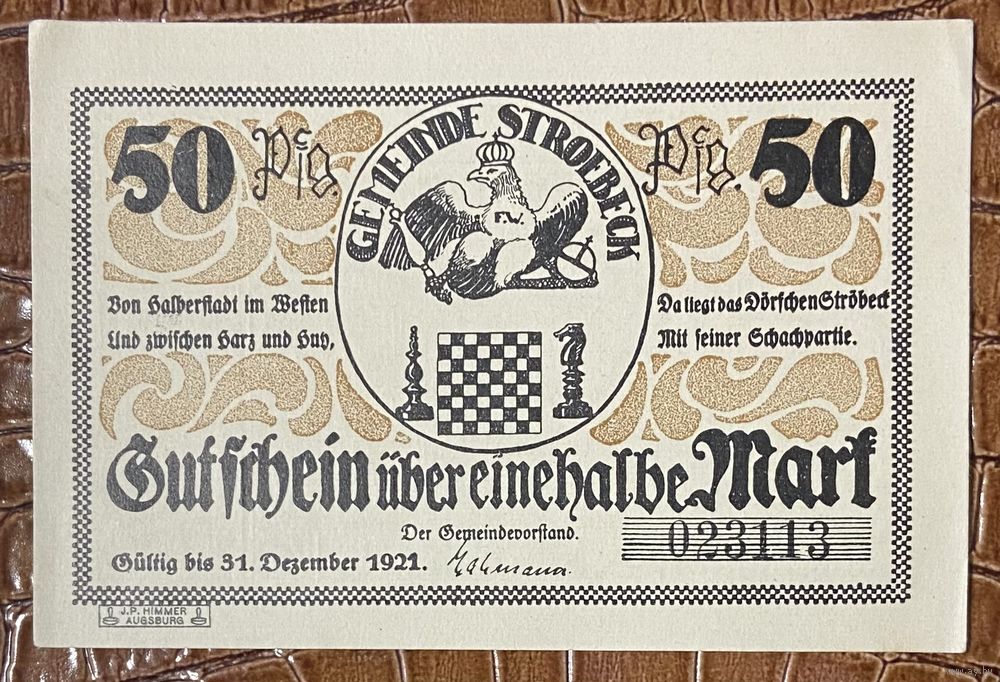 50 Pfg.
GEMEINDE STROEBECK
Pfg. 50
F.W.
Von Halberstadt im Westen
Und zwischen Harz und Huy,
Da liegt das Dörfchen Ströbeck
Mit seiner Schachpartie.
Gutschein über eine halbe Mark
Der Gemeindevorstand.
023113
Gültig bis 31. Dezember 1921.
J.P. HIMMER
AUGSBURG